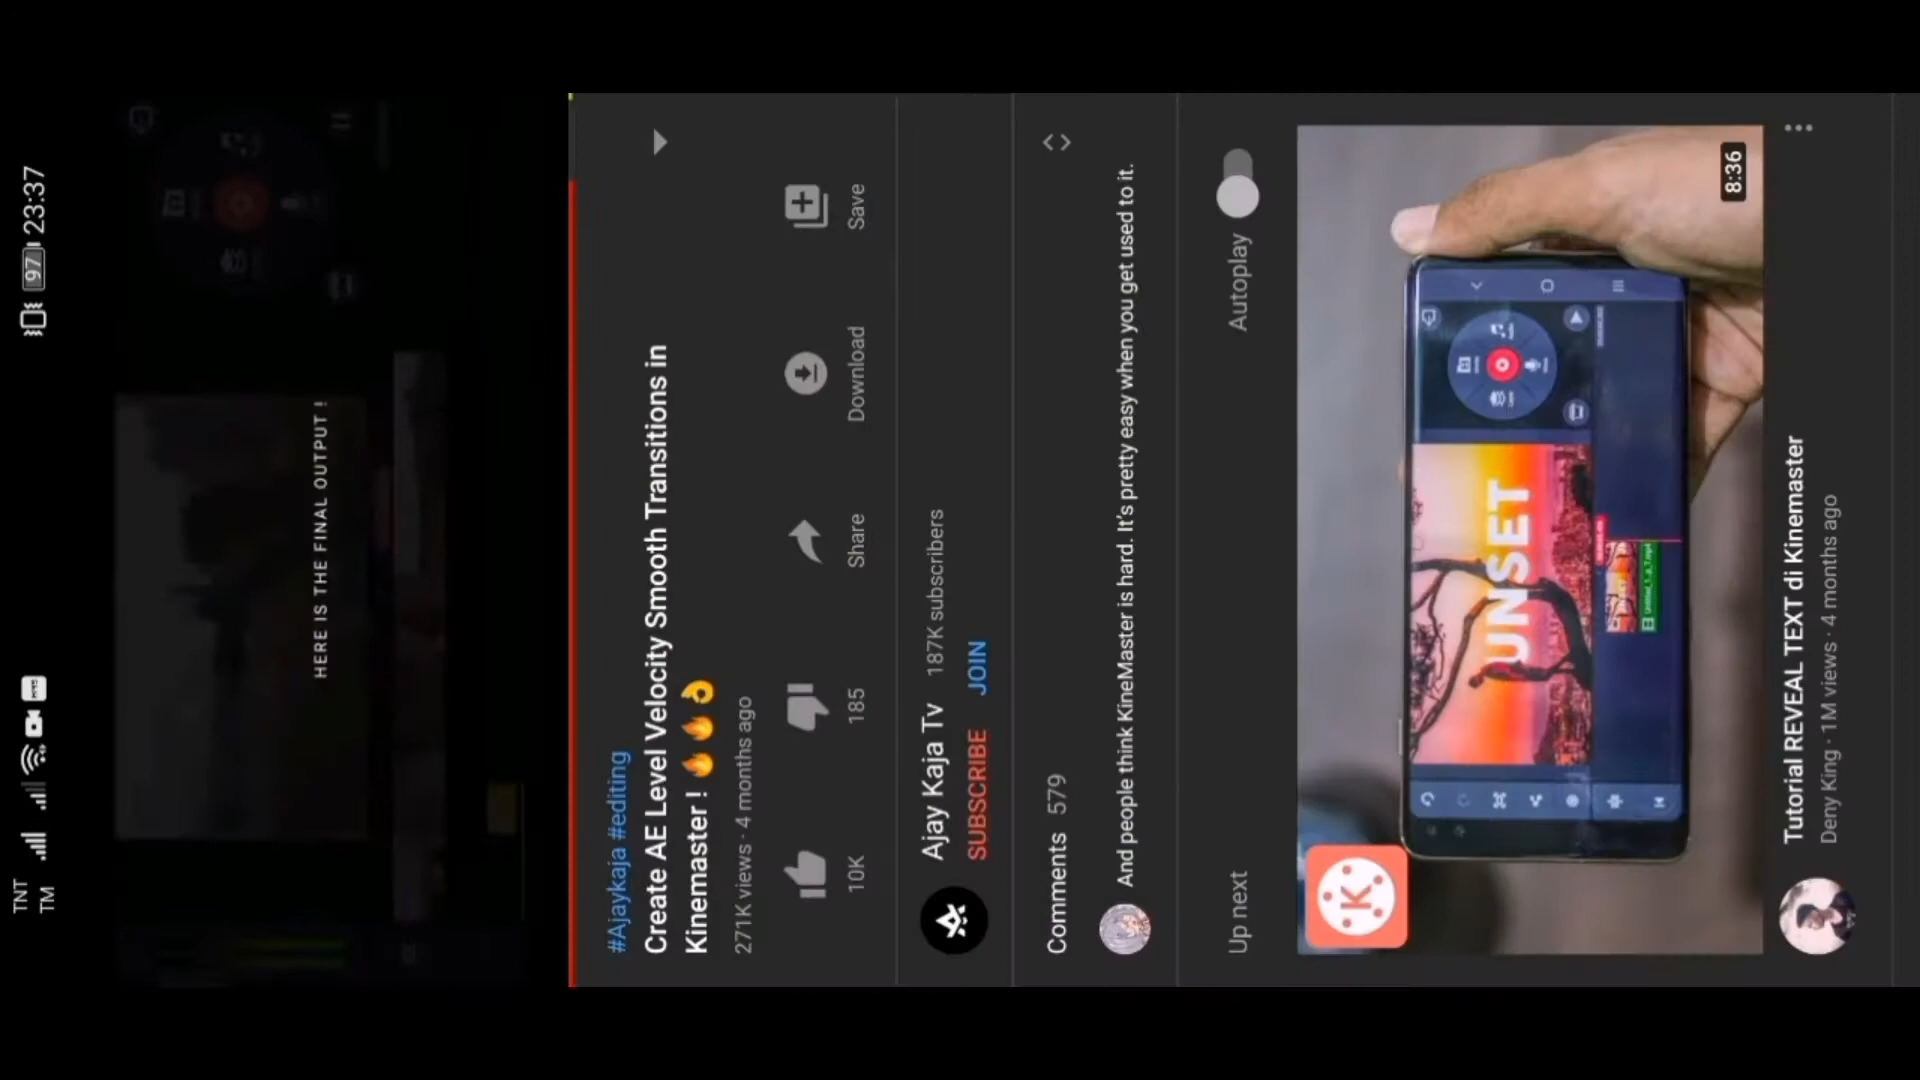 TNT
TM
97 23:37
HERE IS THE FINAL OUTPUT !
#Ajaykaja #editing
Create AE Level Velocity Smooth Transitions in
Kinemaster ! 🔥🔥🔥👌
271K views · 4 months ago
10K
185
Share
Download
Save
Ajay Kaja Tv 187K subscribers
SUBSCRIBE JOIN
Comments 579
And people think KineMaster is hard. It's pretty easy when you get used to it.
Up next
Autoplay
UNSET
K
8:36
Tutorial REVEAL TEXT di Kinemaster
Deny King · 1M views · 4 months ago